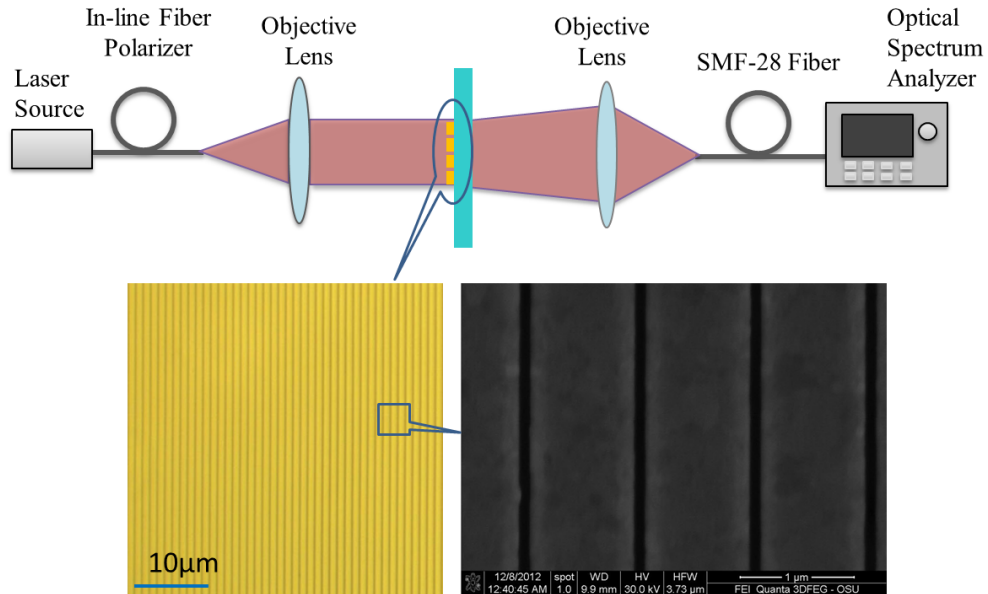 In-line Fiber
Polarizer
Objective
Lens
Objective
Lens
Optical
Spectrum
Analyzer
SMF-28 Fiber
Laser
Source
10μm
12/8/2012 spot WD HV HFW 1 μm
12:40:45 AM 1.0 9.9 mm 30.0 kV 3.73 μm FEI Quanta 3DFEG - OSU